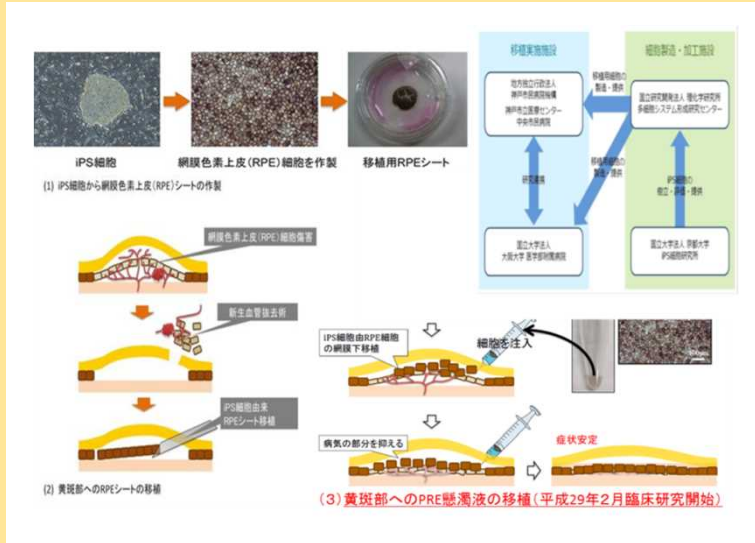 iPS細胞
網膜色素上皮(RPE)細胞を作製
移植用RPEシート
(1) iPS細胞から網膜色素上皮(RPE)シートの作製
網膜色素上皮(RPE)細胞傷害
新生血管抜去術
iPS細胞由来
RPEシート移植
(2) 黄斑部へのRPEシートの移植
移植実施施設
地方独立行政法人
神戸市民病院機構
神戸市立医療センター
中央市民病院
研究連携
国立大学法人
大阪大学 医学部附属病院
移植用細胞の
製造・提供
移植用細胞の
製造・提供
細胞製造・加工施設
国立研究開発法人 理化学研究所
多細胞システム形成研究センター
iPS細胞の
樹立・評価・提供
国立大学法人 京都大学
iPS細胞研究所
iPS細胞由RPE細胞
の網膜下移植
細胞を注入
病気の部分を抑える
症状安定
(3)黄斑部へのPRE懸濁液の移植(平成29年2月臨床研究開始)